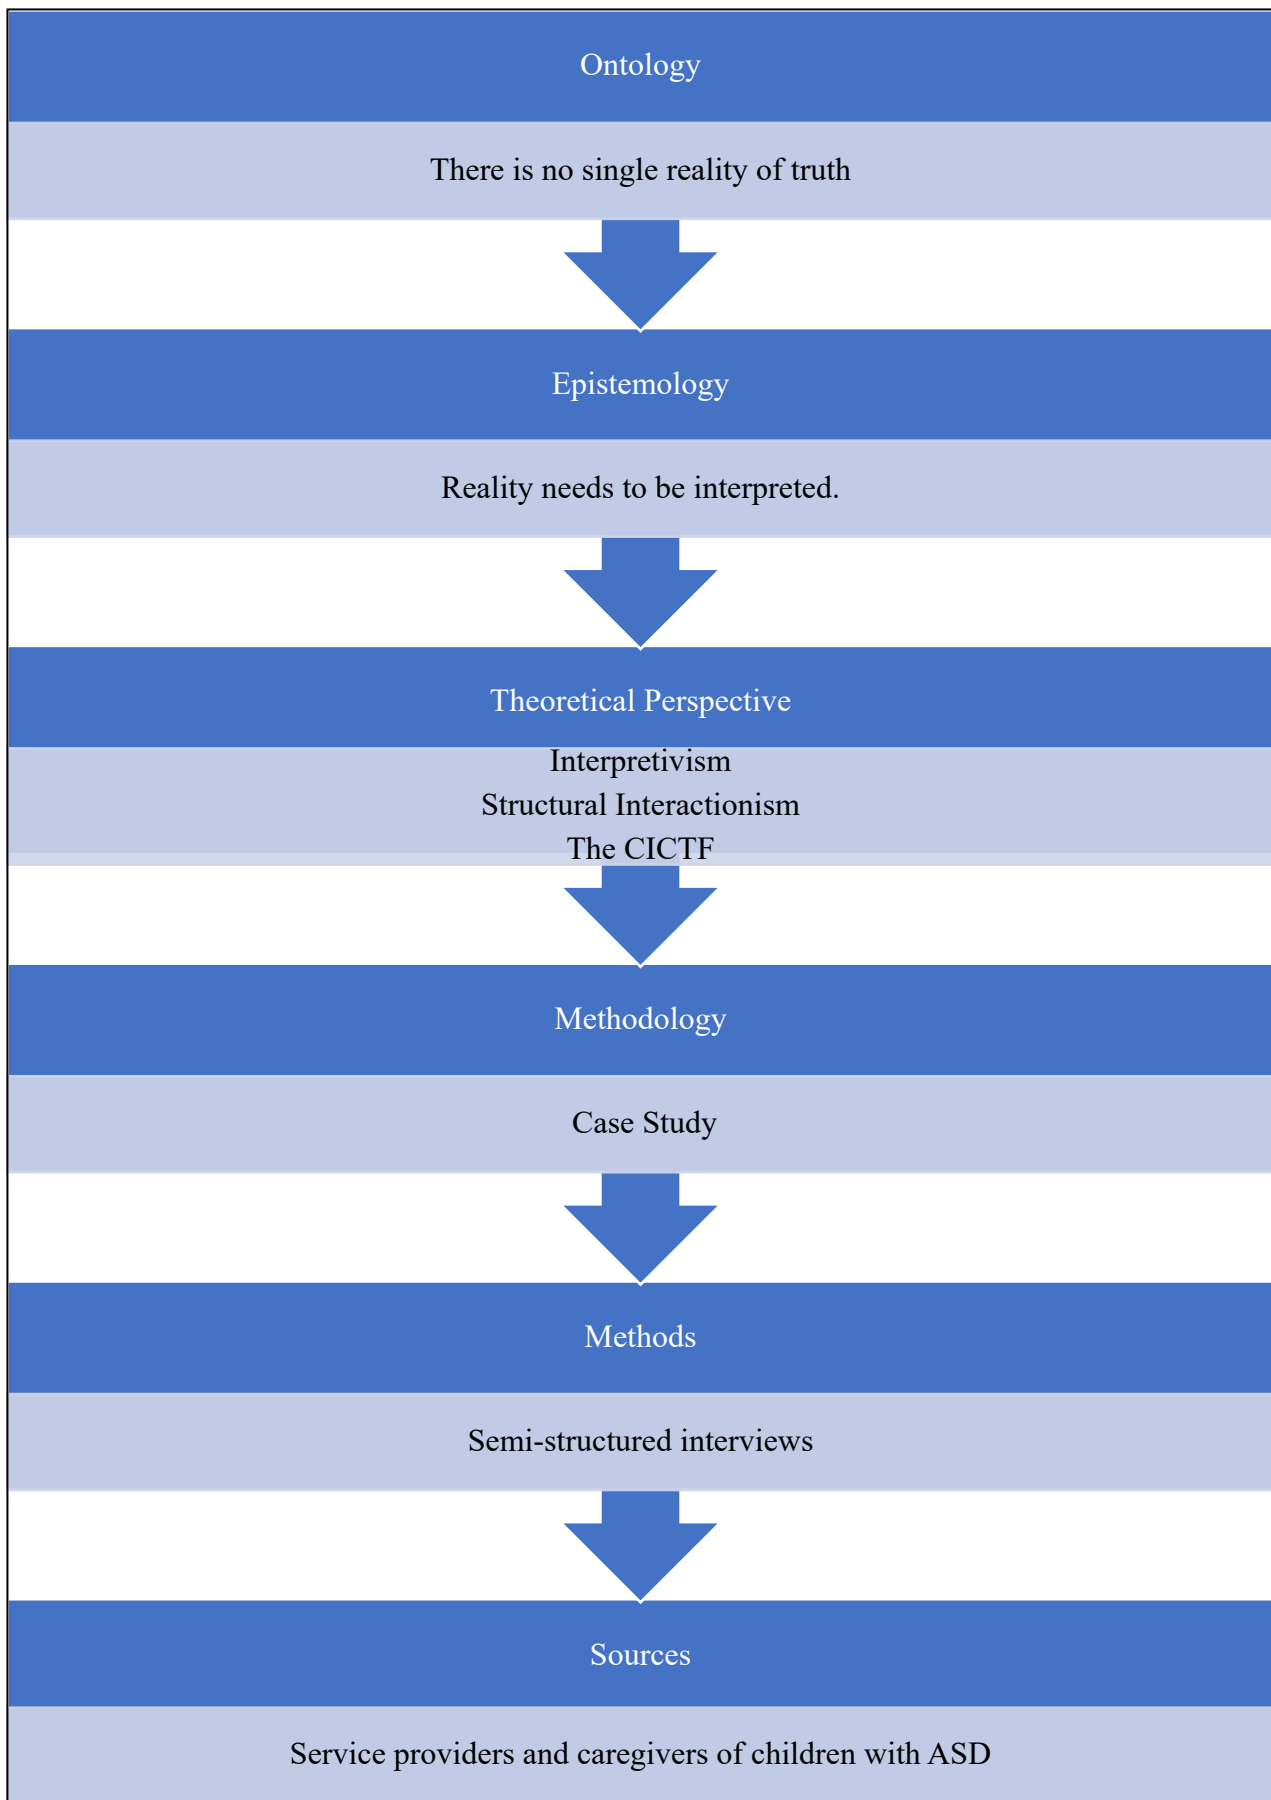 Ontology
There is no single reality of truth
Epistemology
Reality needs to be interpreted.
Theoretical Perspective
Interpretivism
Structural Interactionism
The CICTF
Methodology
Case Study
Methods
Semi-structured interviews
Sources
Service providers and caregivers of children with ASD